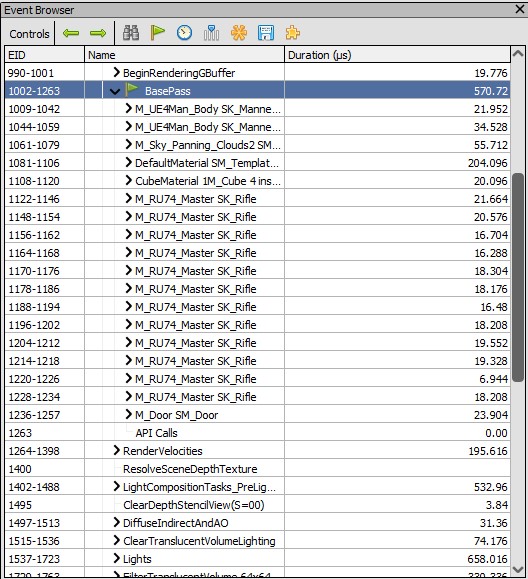 Event Browser
Controls
EID Name Duration (µs)
990-1001 BeginRenderingGBuffer 19.776
1002-1263 BasePass 570.72
1009-1042 M_UE4Man_Body SK_Manne... 21.952
1044-1059 M_UE4Man_Body SK_Manne... 34.528
1061-1079 M_Sky_Panning_Clouds2 SM... 55.712
1081-1106 DefaultMaterial SM_Templat... 204.096
1108-1120 CubeMaterial 1M_Cube 4 ins... 20.096
1122-1146 M_RU74_Master SK_Rifle 21.664
1148-1154 M_RU74_Master SK_Rifle 20.576
1156-1162 M_RU74_Master SK_Rifle 16.704
1164-1168 M_RU74_Master SK_Rifle 16.288
1170-1176 M_RU74_Master SK_Rifle 18.304
1178-1186 M_RU74_Master SK_Rifle 18.176
1188-1194 M_RU74_Master SK_Rifle 16.48
1196-1202 M_RU74_Master SK_Rifle 18.208
1204-1212 M_RU74_Master SK_Rifle 19.552
1214-1218 M_RU74_Master SK_Rifle 19.328
1220-1226 M_RU74_Master SK_Rifle 6.944
1228-1234 M_RU74_Master SK_Rifle 18.208
1236-1257 M_Door SM_Door 23.904
1263 API Calls 0.00
1264-1398 RenderVelocities 195.616
1400 ResolveSceneDepthTexture
1402-1488 LightCompositionTasks_PreLig... 532.96
1495 ClearDepthStencilView(S=00) 3.84
1497-1513 DiffuseIndirectAndAO 31.36
1515-1536 ClearTranslucentVolumeLighting 74.176
1537-1723 Lights 658.016